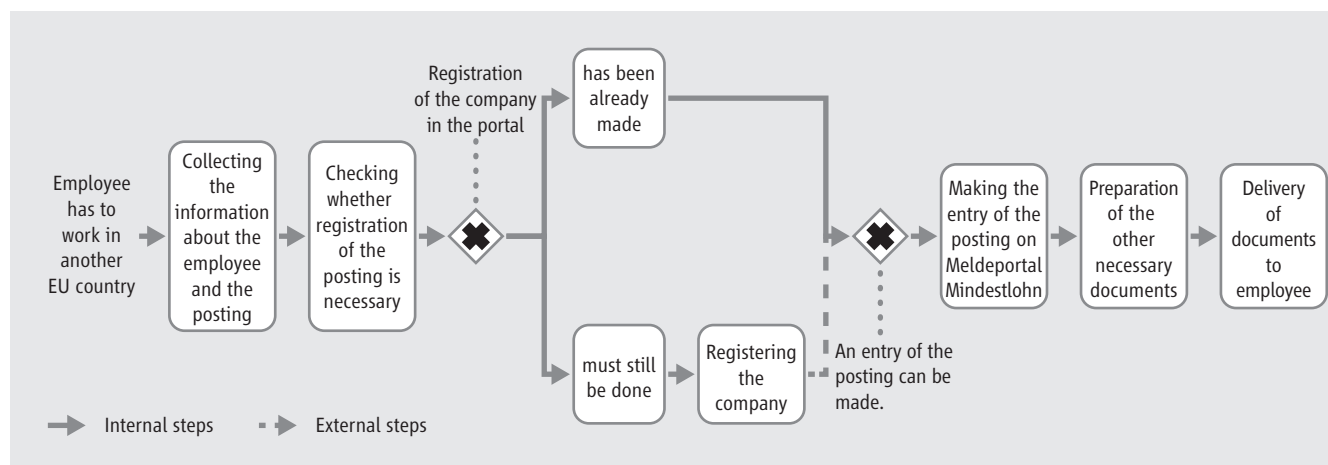 Employee
has to
work in
another
EU country
Collecting
the
information
about the
employee
and the
posting
Checking
whether
registration
of the
posting is
necessary
Registration
of the company
in the portal
has been
already
made
must still
be done
Registering
the
company
An entry of the
posting can be
made.
Making the
entry of the
posting on
Meldeportal
Mindestlohn
Preparation
of the
other
necessary
documents
Delivery
of
documents
to
employee
Internal steps
External steps